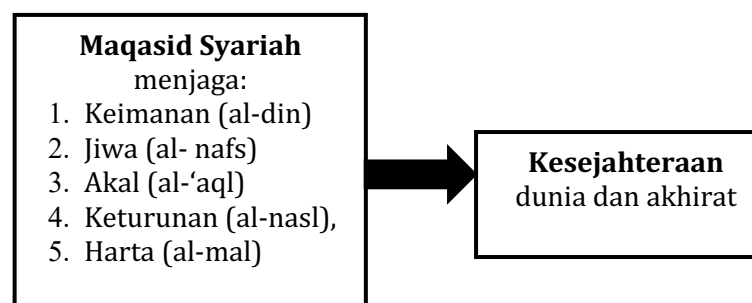 Maqasid Syariah
menjaga:
1. Keimanan (al-din)
2. Jiwa (al- nafs)
3. Akal (al-‘aql)
4. Keturunan (al-nasl),
5. Harta (al-mal)
Kesejahteraan
dunia dan akhirat